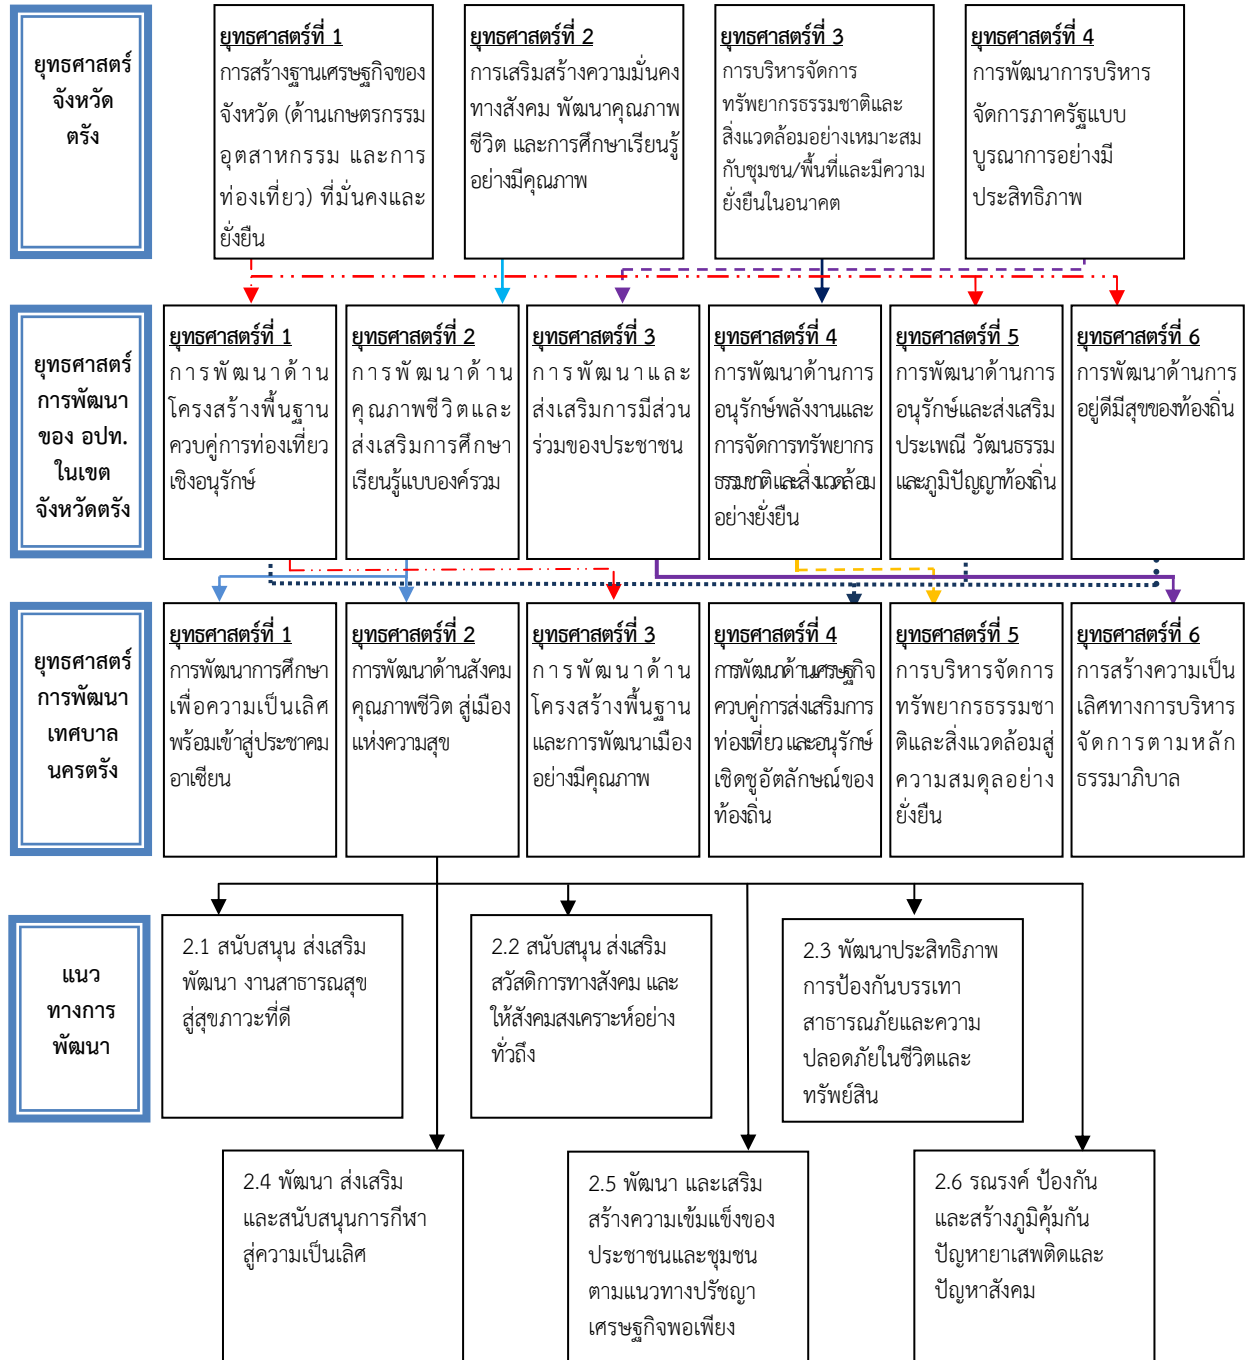 ยุทธศาสตร์
จังหวัด
ตรัง
ยุทธศาสตร์ที่ 1
การสร้างฐานเศรษฐกิจของ
จังหวัด (ด้านเกษตรกรรม
อุตสาหกรรม และการ
ท่องเที่ยว) ที่มั่นคงและ
ยั่งยืน
ยุทธศาสตร์ที่ 2
การเสริมสร้างความมั่นคง
ทางสังคม พัฒนาคุณภาพ
ชีวิต และการศึกษาเรียนรู้
อย่างมีคุณภาพ
ยุทธศาสตร์ที่ 3
การบริหารจัดการ
ทรัพยากรธรรมชาติและ
สิ่งแวดล้อมอย่างเหมาะสม
กับชุมชน/พื้นที่และมีความ
ยั่งยืนในอนาคต
ยุทธศาสตร์ที่ 4
การพัฒนาการบริหาร
จัดการภาครัฐแบบ
บูรณาการอย่างมี
ประสิทธิภาพ
ยุทธศาสตร์
การพัฒนา
ของ อปท.
ในเขต
จังหวัดตรัง
ยุทธศาสตร์ที่ 1
การพัฒนาด้าน
โครงสร้างพื้นฐาน
ควบคู่การท่องเที่ยว
เชิงอนุรักษ์
ยุทธศาสตร์ที่ 2
การพัฒนาด้าน
คุณภาพชีวิตและ
ส่งเสริมการศึกษา
เรียนรู้แบบองค์รวม
ยุทธศาสตร์ที่ 3
การพัฒนาและ
ส่งเสริมการมีส่วน
ร่วมของประชาชน
ยุทธศาสตร์ที่ 4
การพัฒนาด้านการ
อนุรักษ์พลังงานและ
การจัดการทรัพยากร
ธรรมชาติและสิ่งแวดล้อม
อย่างยั่งยืน
ยุทธศาสตร์ที่ 5
การพัฒนาด้านการ
อนุรักษ์และส่งเสริม
ประเพณี วัฒนธรรม
และภูมิปัญญาท้องถิ่น
ยุทธศาสตร์ที่ 6
การพัฒนาด้านการ
อยู่ดีมีสุขของท้องถิ่น
ยุทธศาสตร์
การพัฒนา
เทศบาล
นครตรัง
ยุทธศาสตร์ที่ 1
การพัฒนาการศึกษา
เพื่อความเป็นเลิศ
พร้อมเข้าสู่ประชาคม
อาเซียน
ยุทธศาสตร์ที่ 2
การพัฒนาด้านสังคม
คุณภาพชีวิต สู่เมือง
แห่งความสุข
ยุทธศาสตร์ที่ 3
การพัฒนาด้าน
โครงสร้างพื้นฐาน
และการพัฒนาเมือง
อย่างมีคุณภาพ
ยุทธศาสตร์ที่ 4
การพัฒนาด้านเศรษฐกิจ
ควบคู่การส่งเสริมการ
ท่องเที่ยว และอนุรักษ์
เชิดชูอัตลักษณ์ของ
ท้องถิ่น
ยุทธศาสตร์ที่ 5
การบริหารจัดการ
ทรัพยากรธรรมชา
ติและสิ่งแวดล้อมสู่
ความสมดุลอย่าง
ยั่งยืน
ยุทธศาสตร์ที่ 6
การสร้างความเป็น
เลิศทางการบริหาร
จัดการตามหลัก
ธรรมาภิบาล
แนว
ทางการ
พัฒนา
2.1 สนับสนุน ส่งเสริม
พัฒนา งานสาธารณสุข
สู่สุขภาวะที่ดี
2.2 สนับสนุน ส่งเสริม
สวัสดิการทางสังคม และ
ให้สังคมสงเคราะห์อย่าง
ทั่วถึง
2.3 พัฒนาประสิทธิภาพ
การป้องกันบรรเทา
สาธารณภัยและความ
ปลอดภัยในชีวิตและ
ทรัพย์สิน
2.4 พัฒนา ส่งเสริม
และสนับสนุนการกีฬา
สู่ความเป็นเลิศ
2.5 พัฒนา และเสริม
สร้างความเข้มแข็งของ
ประชาชนและชุมชน
ตามแนวทางปรัชญา
เศรษฐกิจพอเพียง
2.6 รณรงค์ ป้องกัน
และสร้างภูมิคุ้มกัน
ปัญหายาเสพติดและ
ปัญหาสังคม